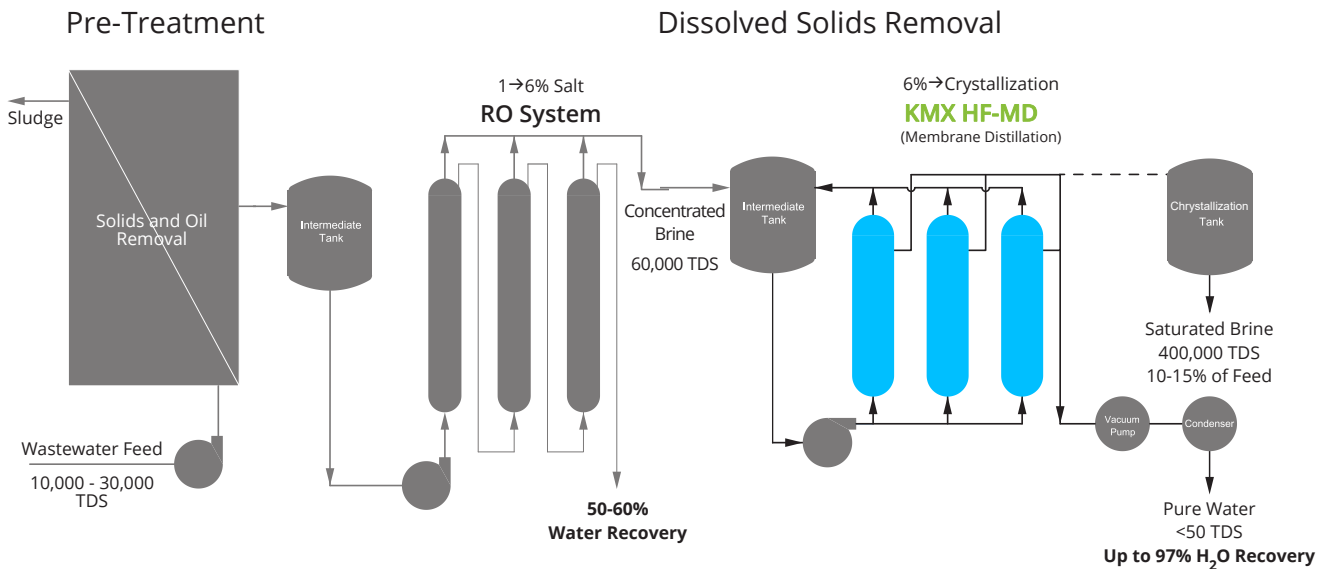 Pre-Treatment
Dissolved Solids Removal
Sludge
Solids and Oil
Removal
Wastewater Feed
10,000 - 30,000
TDS
Intermediate
Tank
1→6% Salt
RO System
50-60%
Water Recovery
Concentrated
Brine
60,000 TDS
Intermediate
Tank
6%→Crystallization
KMX HF-MD
(Membrane Distillation)
Chrystallization
Tank
Saturated Brine
400,000 TDS
10-15% of Feed
Vacuum
Pump
Condenser
Pure Water
<50 TDS
Up to 97% H₂O Recovery